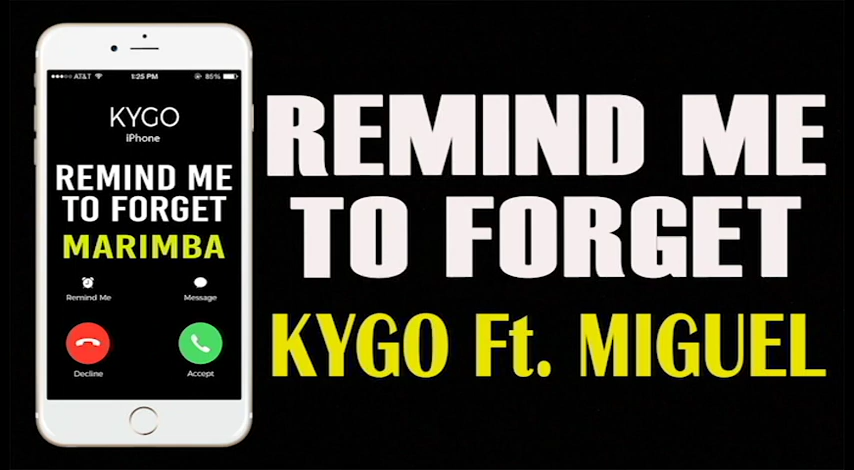 AT&T 1:25 PM 85%
KYGO
iPhone
REMIND ME
TO FORGET
MARIMBA
Remind Me Message
Decline Accept
REMIND ME
TO FORGET
KYGO Ft. MIGUEL